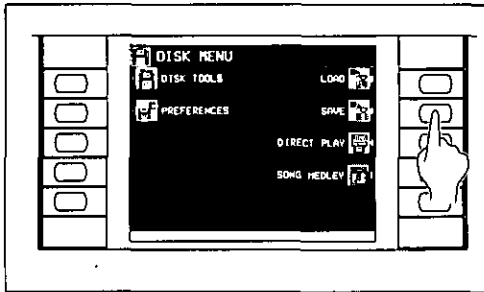 DISK MENU
DISK TOOLS
LOAD
PREFERENCES
SAVE
DIRECT PLAY
SONG MEDLEY